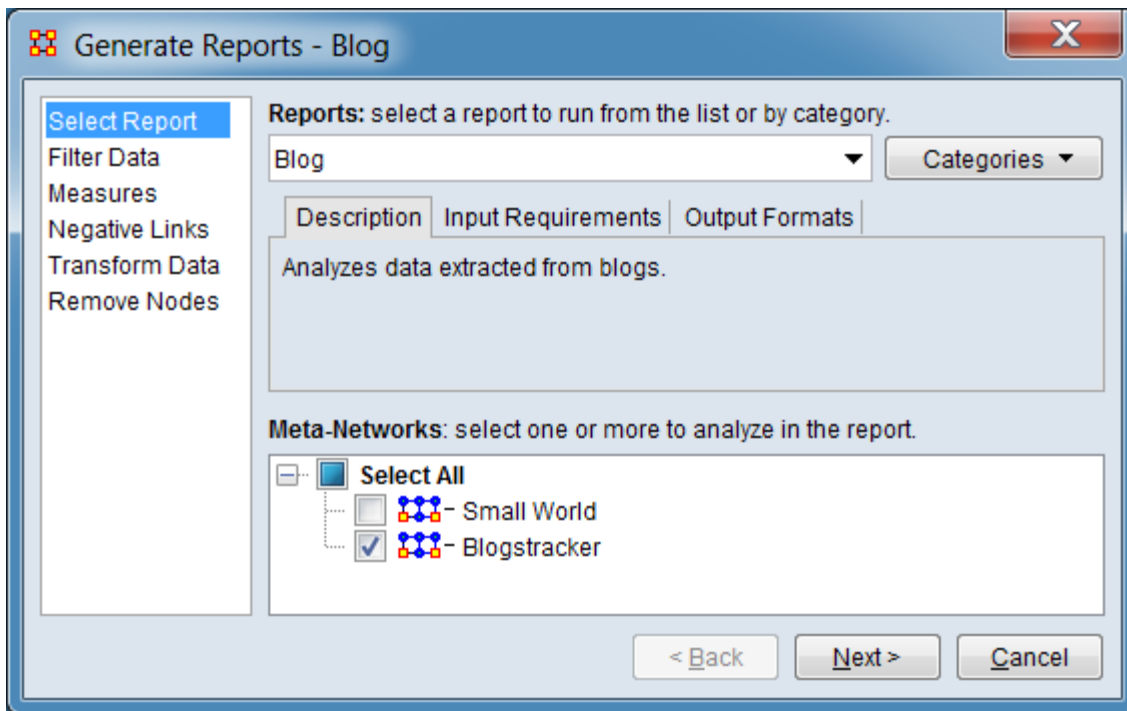 Generate Reports - Blog
X
Select Report
Filter Data
Measures
Negative Links
Transform Data
Remove Nodes
Reports: select a report to run from the list or by category.
Blog
Categories
Description Input Requirements Output Formats
Analyzes data extracted from blogs.
Meta-Networks: select one or more to analyze in the report.
Select All
Small World
Blogstracker
< Back Next > Cancel